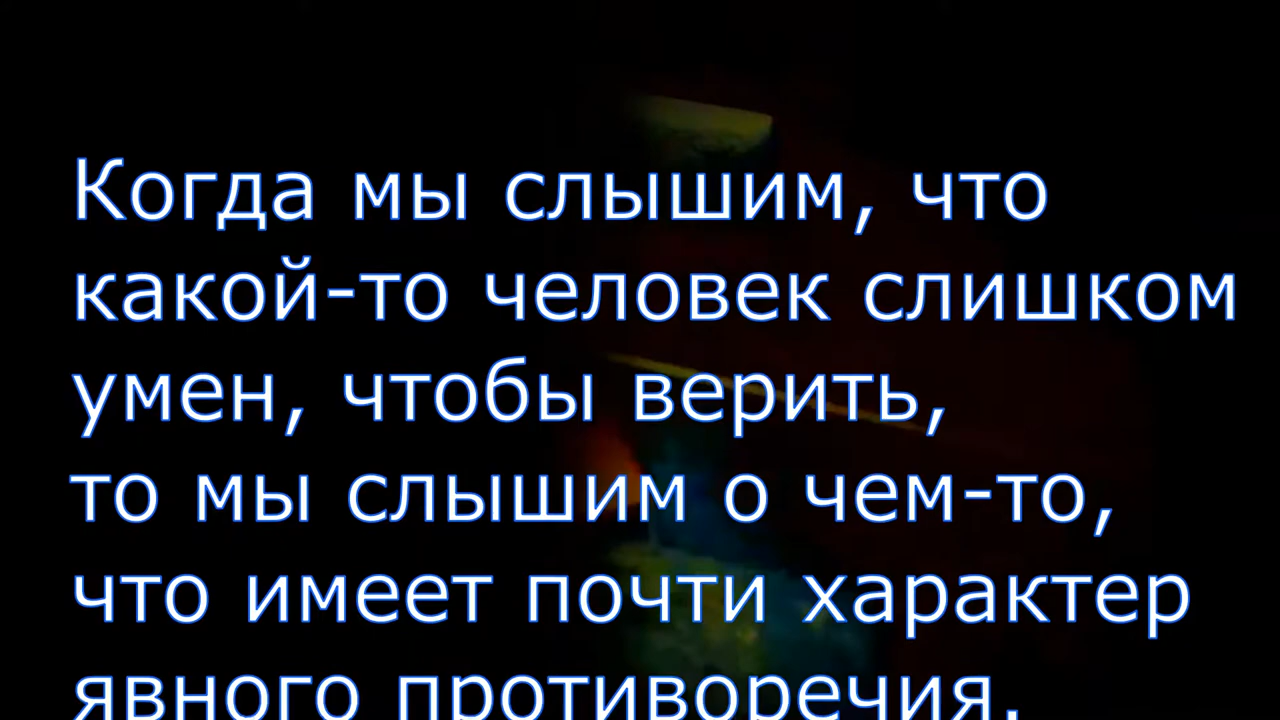 Когда мы слышим, что
какой-то человек слишком
умен, чтобы верить,
то мы слышим о чем-то,
что имеет почти характер
явного противоречия.